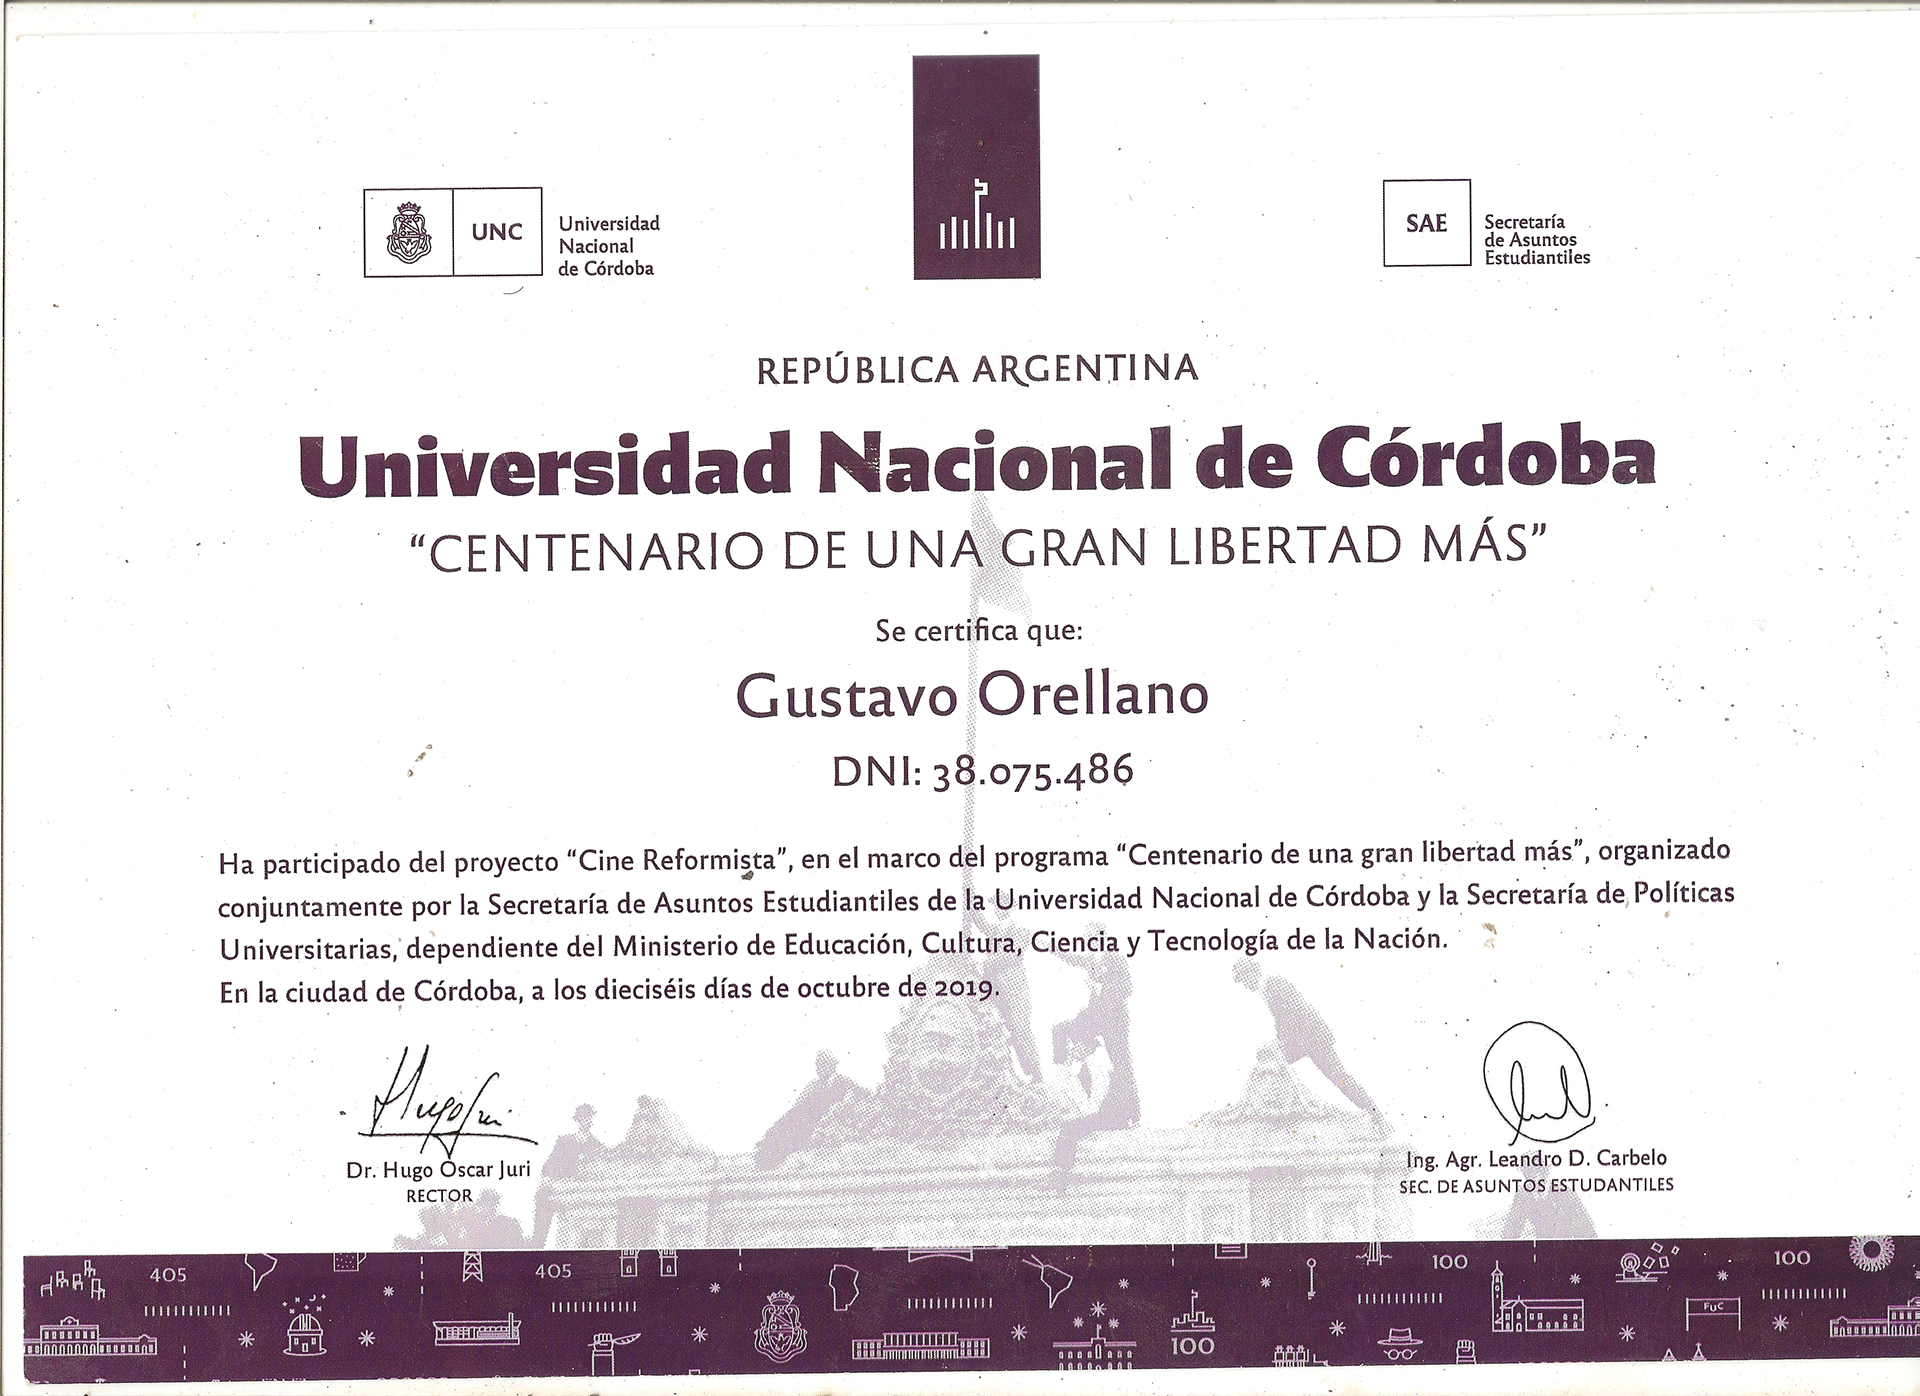 UNC
Universidad
Nacional
de Córdoba
SAE
Secretaría
de Asuntos
Estudiantiles
REPÚBLICA ARGENTINA
Universidad Nacional de Córdoba
“CENTENARIO DE UNA GRAN LIBERTAD MÁS”
Se certifica que:
Gustavo Orellano
DNI: 38.075.486
Ha participado del proyecto “Cine Reformista”, en el marco del programa “Centenario de una gran libertad más”, organizado
conjuntamente por la Secretaría de Asuntos Estudiantiles de la Universidad Nacional de Córdoba y la Secretaría de Políticas
Universitarias, dependiente del Ministerio de Educación, Cultura, Ciencia y Tecnología de la Nación.
En la ciudad de Córdoba, a los dieciséis días de octubre de 2019.
Hugo Juri
Dr. Hugo Oscar Juri
RECTOR
Ing. Agr. Leandro D. Carbelo
SEC. DE ASUNTOS ESTUDANTILES
405
405
100
100
FUC
100